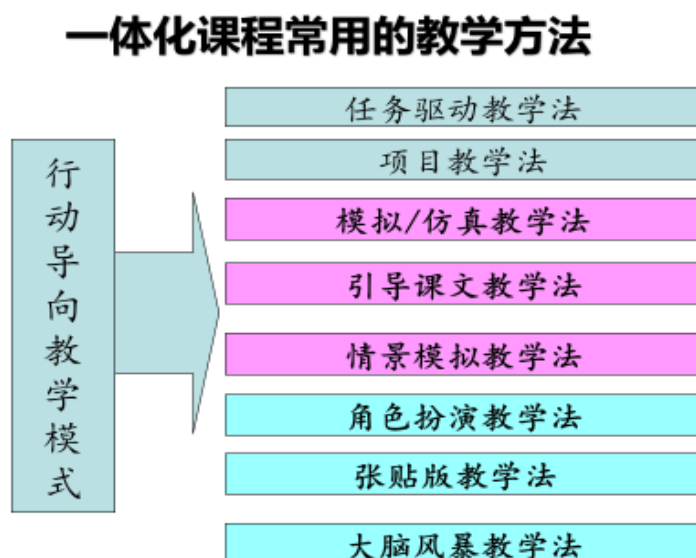 一体化课程常用的教学方法
行动导向教学模式
任务驱动教学法
项目教学法
模拟/仿真教学法
引导课文教学法
情景模拟教学法
角色扮演教学法
张贴版教学法
大脑风暴教学法